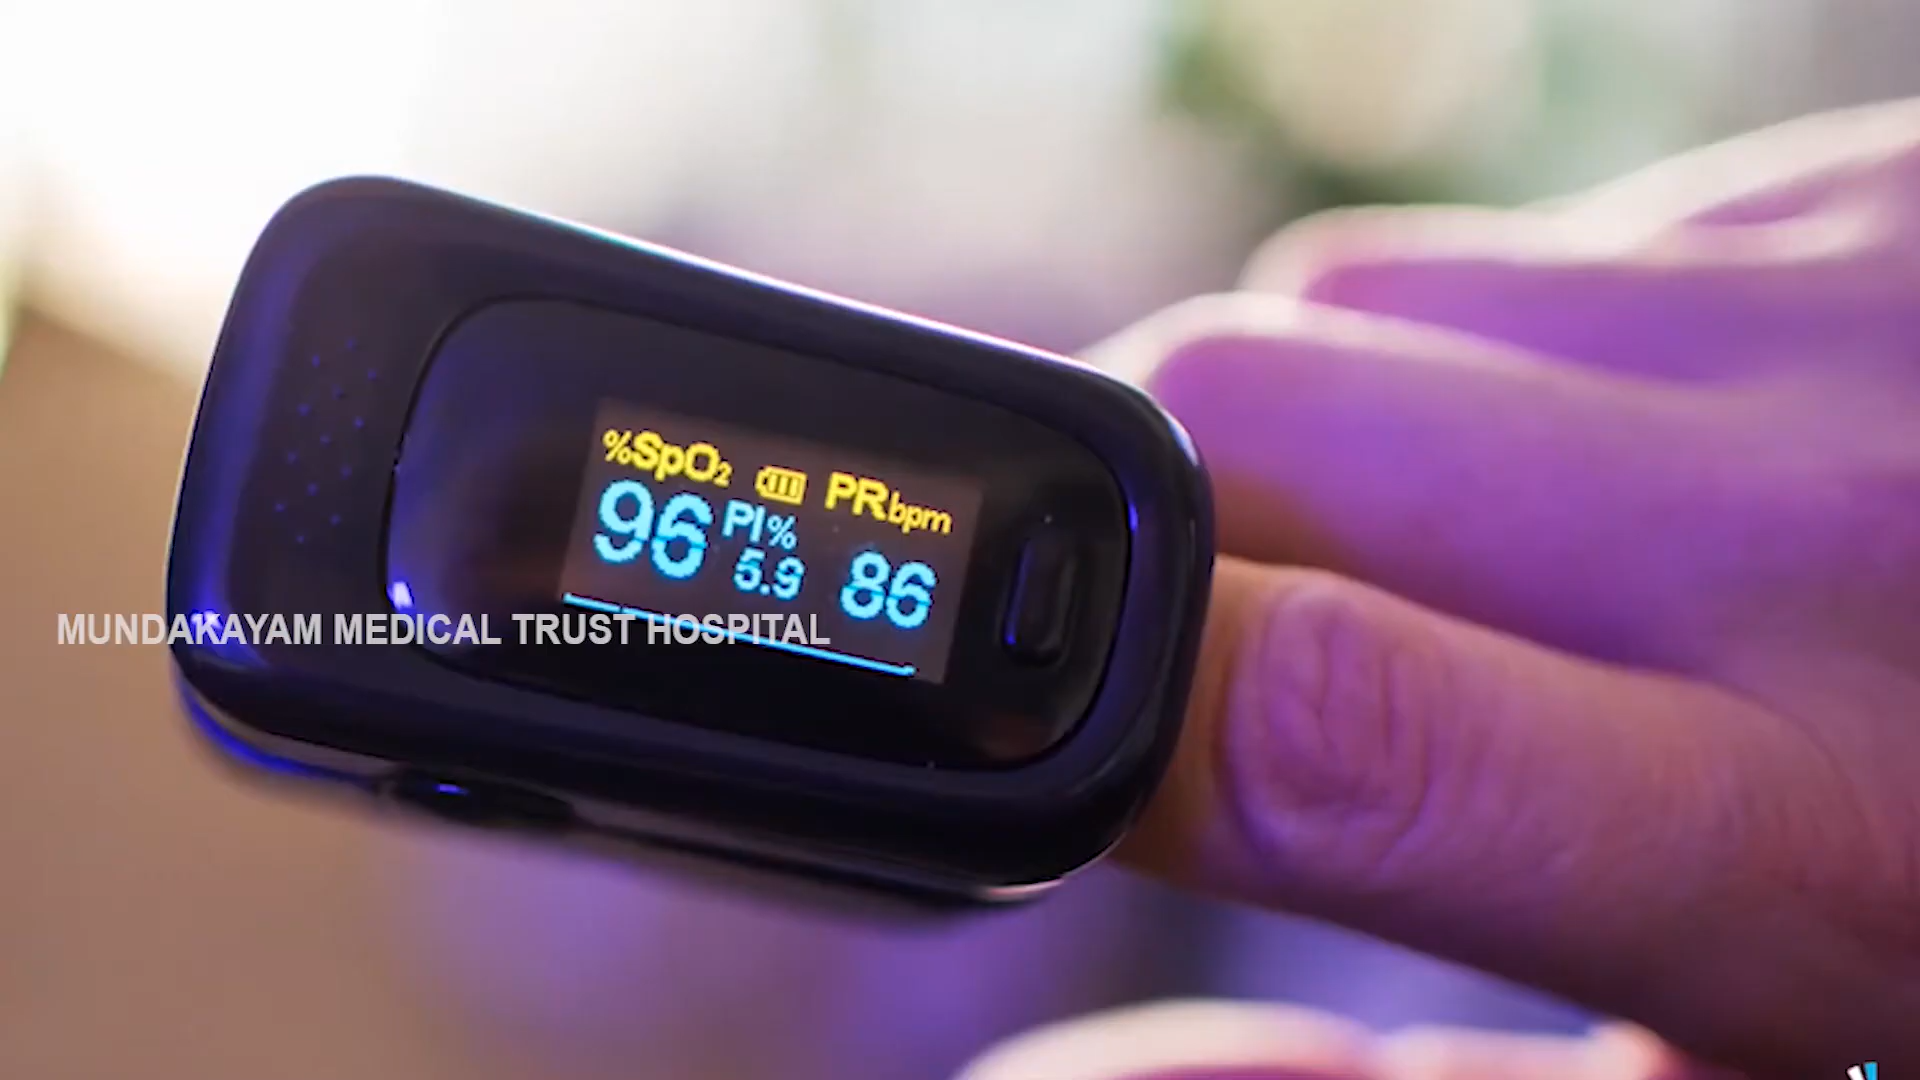 %SpO₂ PRbpm
96 PI% 5.9 86
MUNDAKAYAM MEDICAL TRUST HOSPITAL